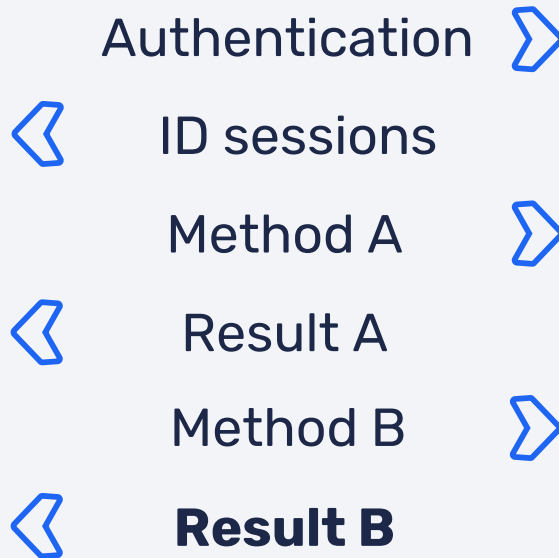 Authentication
ID sessions
Method A
Result A
Method B
Result B